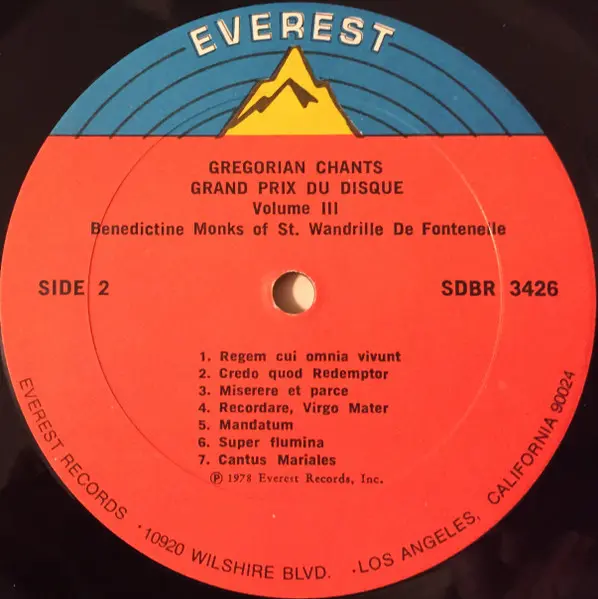 EVEREST
GREGORIAN CHANTS
GRAND PRIX DU DISQUE
Volume III
Benedictine Monks of St. Wandrille De Fontenelle
SIDE 2
SDBR 3426
1. Regem cui omnia vivunt
2. Credo quod Redemptor
3. Miserere et parce
4. Recordare, Virgo Mater
5. Mandatum
6. Super flumina
7. Cantus Mariales
℗ 1978 Everest Records, Inc.
EVEREST RECORDS · 10920 WILSHIRE BLVD. · LOS ANGELES, CALIFORNIA 90024